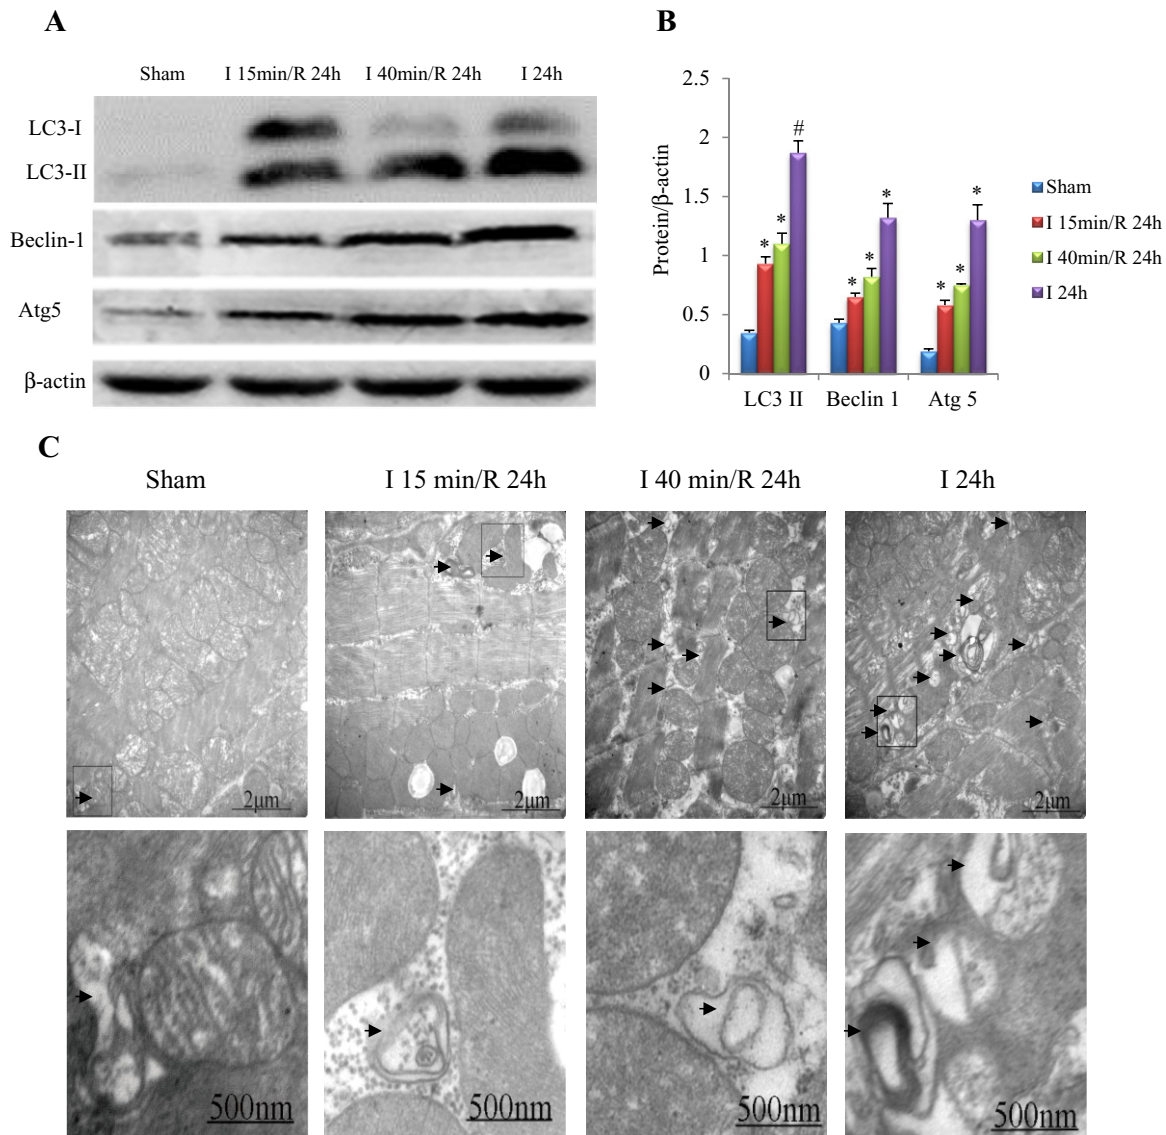 A
B
Sham I 15min/R 24h I 40min/R 24h I 24h
LC3-I
LC3-II
Beclin-1
Atg5
β-actin
Protein/β-actin
2.5
2
1.5
1
0.5
0
#
* *
* * *
* * *
LC3 II Beclin 1 Atg 5
Sham
I 15min/R 24h
I 40min/R 24h
I 24h
C
Sham I 15 min/R 24h I 40 min/R 24h I 24h
2μm 2μm 2μm 2μm
500nm 500nm 500nm 500nm